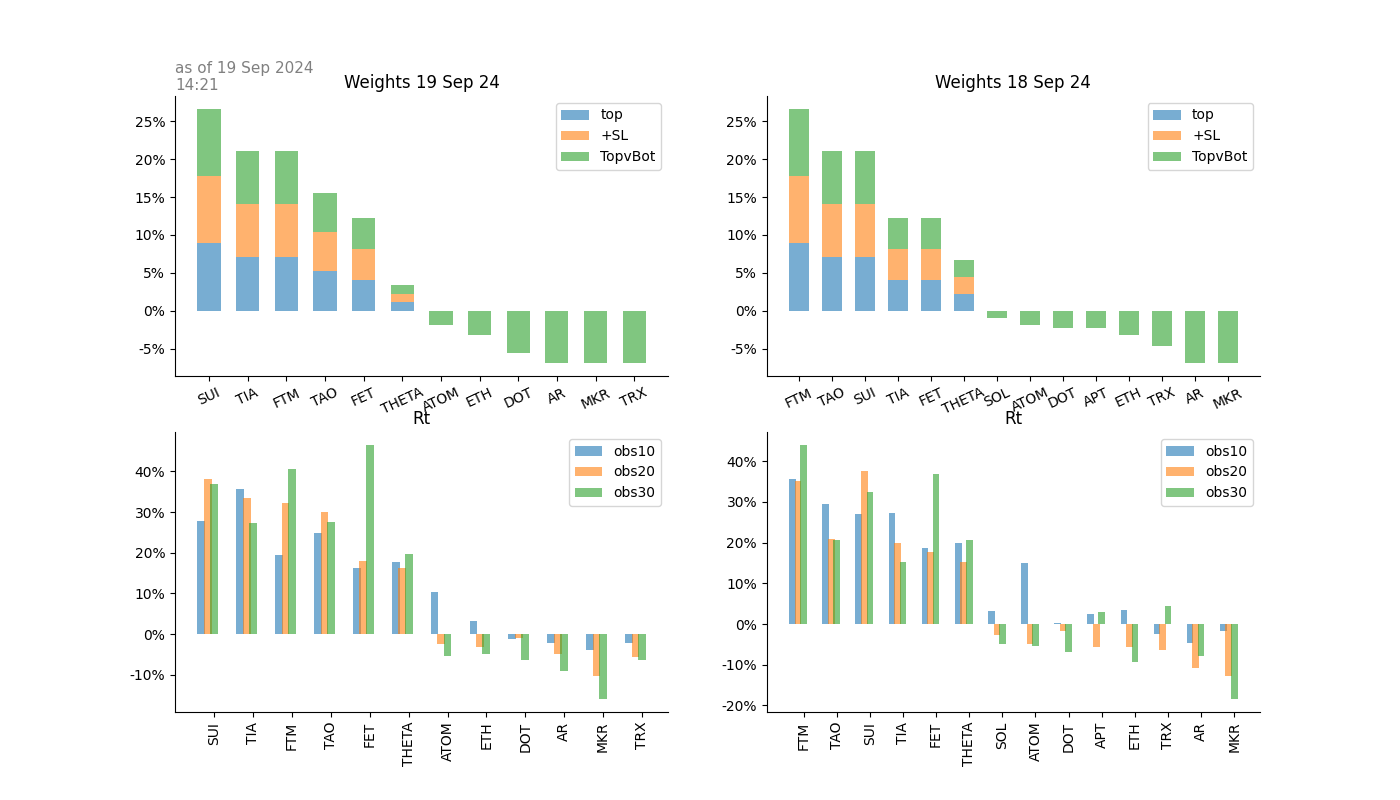 as of 19 Sep 2024
14:21
Weights 19 Sep 24
25%
20%
15%
10%
5%
0%
-5%
top
+SL
TopvBot
SUI TIA FTM TAO FET THETA ATOM ETH DOT AR MKR TRX
Weights 18 Sep 24
25%
20%
15%
10%
5%
0%
-5%
top
+SL
TopvBot
FTM TAO SUI TIA FET THETA SOL ATOM DOT APT ETH TRX AR MKR
Rt
40%
30%
20%
10%
0%
-10%
obs10
obs20
obs30
SUI TIA FTM TAO FET THETA ATOM ETH DOT AR MKR TRX
Rt
40%
30%
20%
10%
0%
-10%
-20%
obs10
obs20
obs30
FTM TAO SUI TIA FET THETA SOL ATOM DOT APT ETH TRX AR MKR